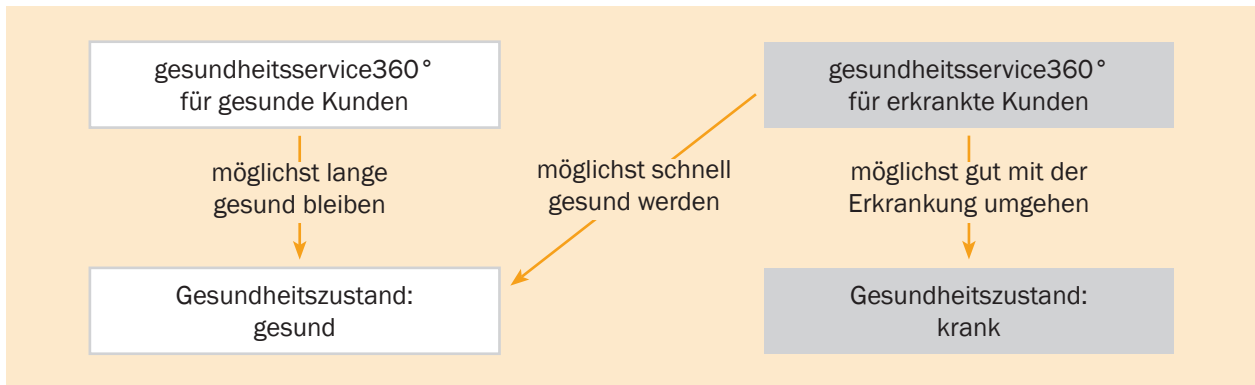 gesundheitsservice360°
für gesunde Kunden
gesundheitsservice360°
für erkrankte Kunden
möglichst lange
gesund bleiben
möglichst schnell
gesund werden
möglichst gut mit der
Erkrankung umgehen
Gesundheitszustand:
gesund
Gesundheitszustand:
krank